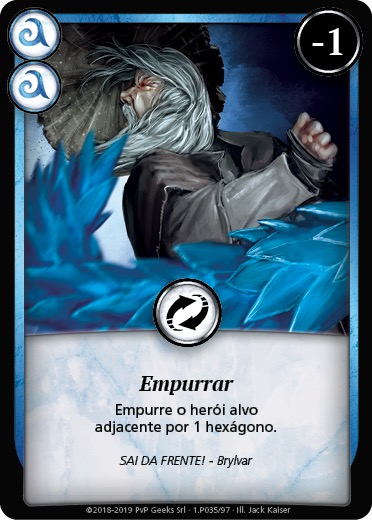 -1
Empurrar
Empurre o herói alvo
adjacente por 1 hexágono.
SAI DA FRENTE! - Brylvar
©2018-2019 PvP Geeks Srl · 1.P035/97 · Ill. Jack Kaiser